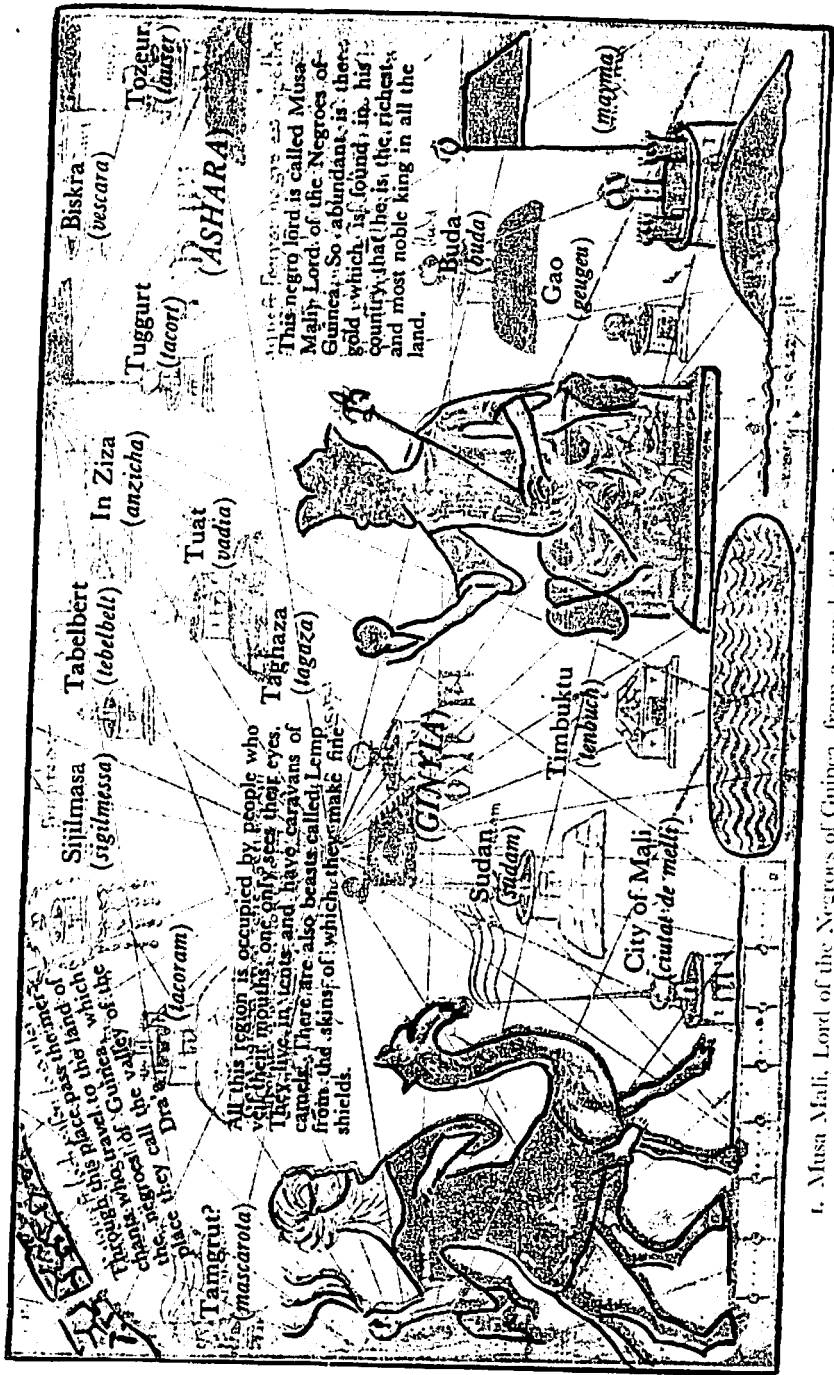 Through this place pass the mer-
chants who travel to the land of
the negroes of Guinea, which
place they call the valley of the
Dra'a
Sijilmasa
(sigilmessa)
Tabelbert
(tebelbelt)
In Ziza
(anzicha)
Tuggurt
(tacort)
Biskra
(vescara)
Tozeur
(tauser)
(ASHARA)
Tuat
(vadia)
Taghaza
(tagaza)
(tacoram)
Tamgrut?
(mascarota)
All this region is occupied by people who
veil their mouths; one only sees their eyes.
They live in tents and have caravans of
camels. There are also beasts called Lemp
from the skins of which they make fine
shields.
This negro lord is called Musa
Mali, Lord of the Negroes of
Guinea. So abundant is the
gold which is found in his
country that he is the richest
and most noble king in all the
land.
(GINYIA)
Sudan
(sudam)
Timbuktu
(tenbuch)
City of Mali
(ciutat de melli)
Buda
(buda)
Gao
(geugeu)
(mayma)
1. Musa Mali, Lord of the Negroes of Guinea, from a map